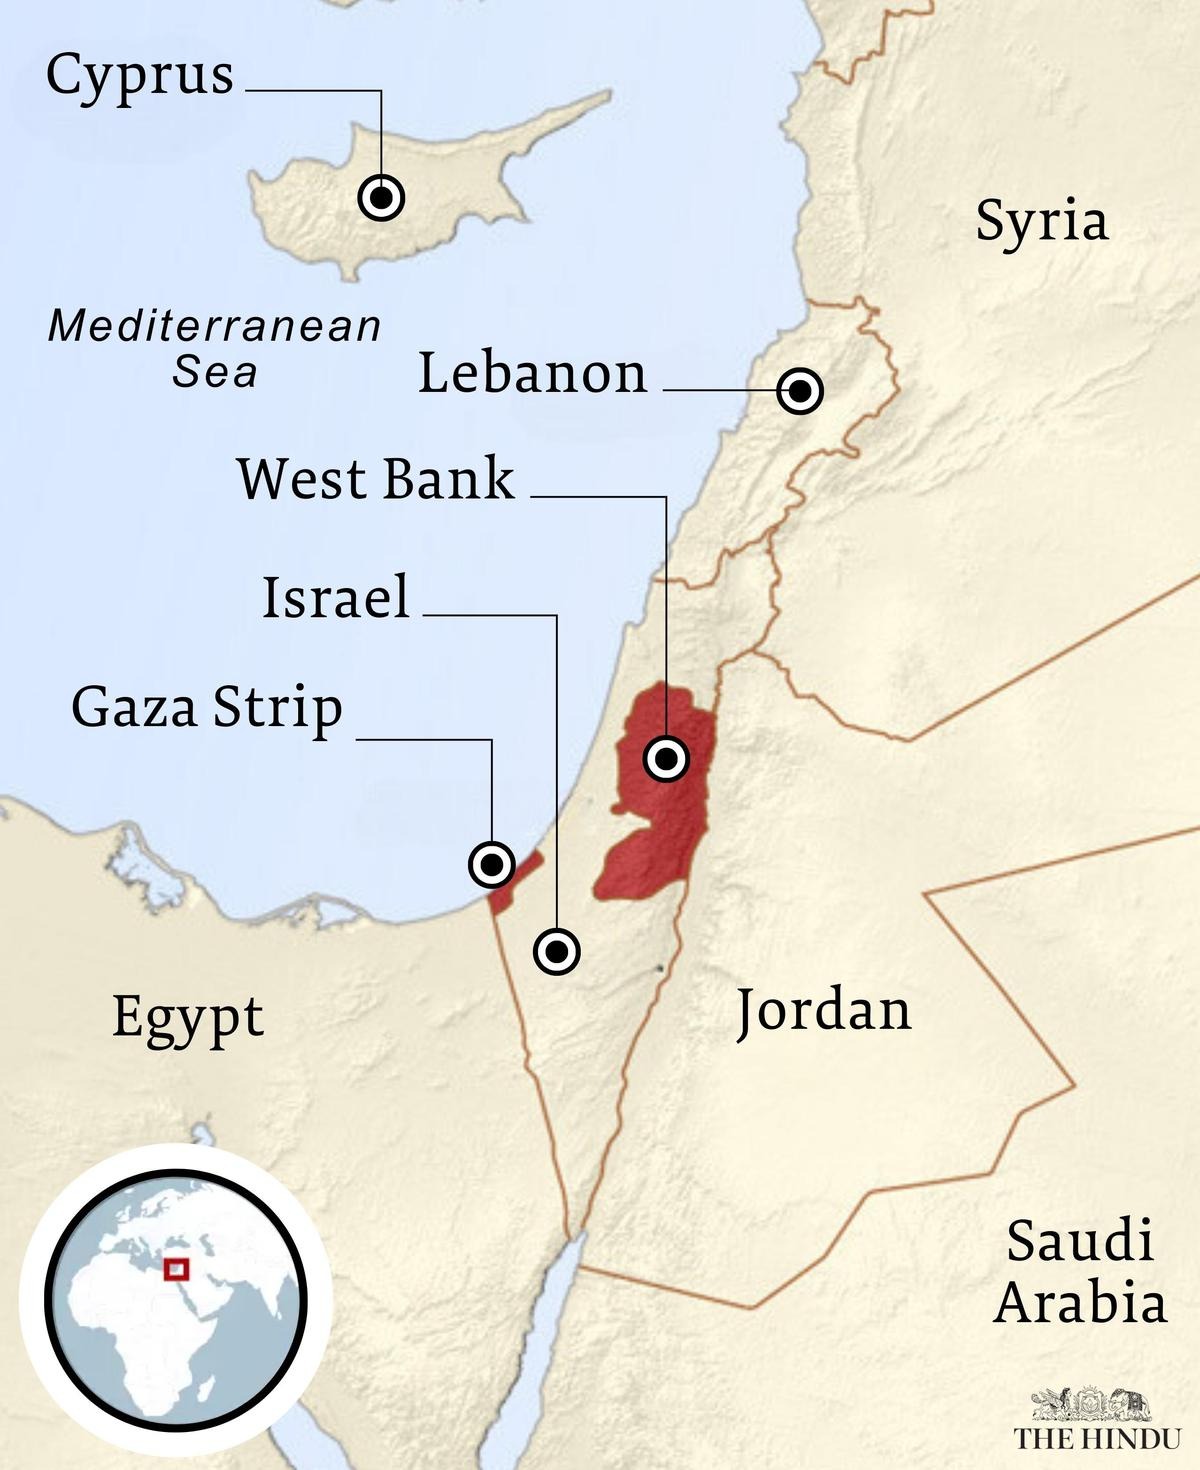 Cyprus
Syria
Mediterranean
Sea
Lebanon
West Bank
Israel
Gaza Strip
Egypt
Jordan
Saudi
Arabia
THE HINDU